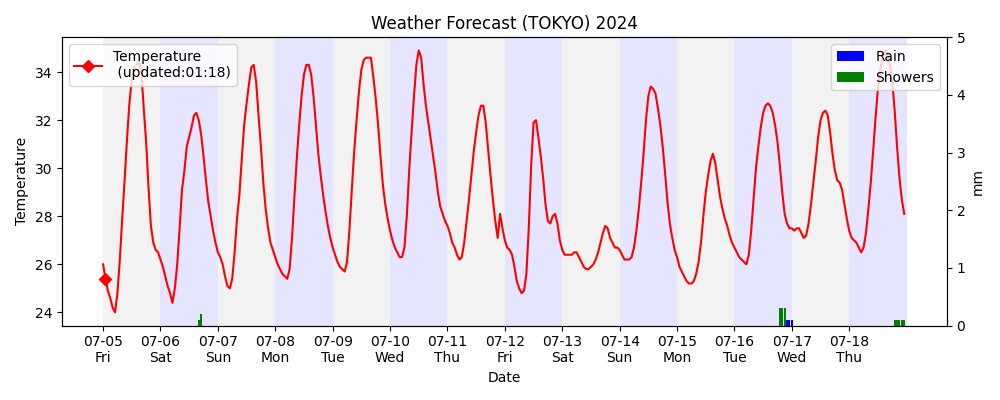 Weather Forecast (TOKYO) 2024
Temperature
(updated:01:18)
Rain
Showers
Temperature
34
32
30
28
26
24
5
4
3
2
1
0
mm
07-05 07-06 07-07 07-08 07-09 07-10 07-11 07-12 07-13 07-14 07-15 07-16 07-17 07-18
Fri Sat Sun Mon Tue Wed Thu Fri Sat Sun Mon Tue Wed Thu
Date